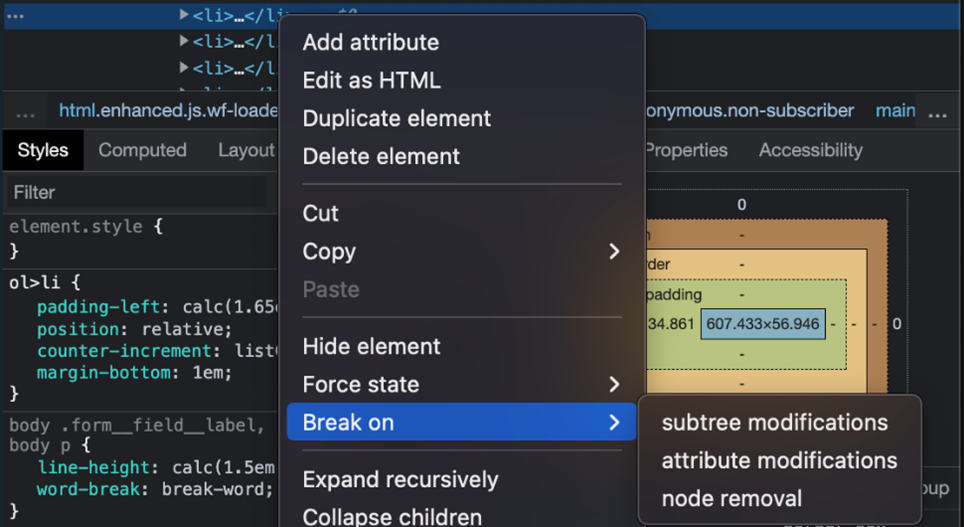 ... <li>…</li> == $0
<li>…</li>
<li>…</li>
... html.enhanced.js.wf-loade onymous.non-subscriber main ...
Styles Computed Layout Properties Accessibility
Filter
element.style {
}
ol>li {
padding-left: calc(1.65e
position: relative;
counter-increment: list
margin-bottom: 1em;
}
body .form__field__label,
body p {
line-height: calc(1.5em
word-break: break-word;
}
Add attribute
Edit as HTML
Duplicate element
Delete element
Cut
Copy
Paste
Hide element
Force state
Break on
Expand recursively
Collapse children
subtree modifications
attribute modifications
node removal
0
n -
rder -
padding -
34.861 607.433×56.946 - - - 0
-
-
oup